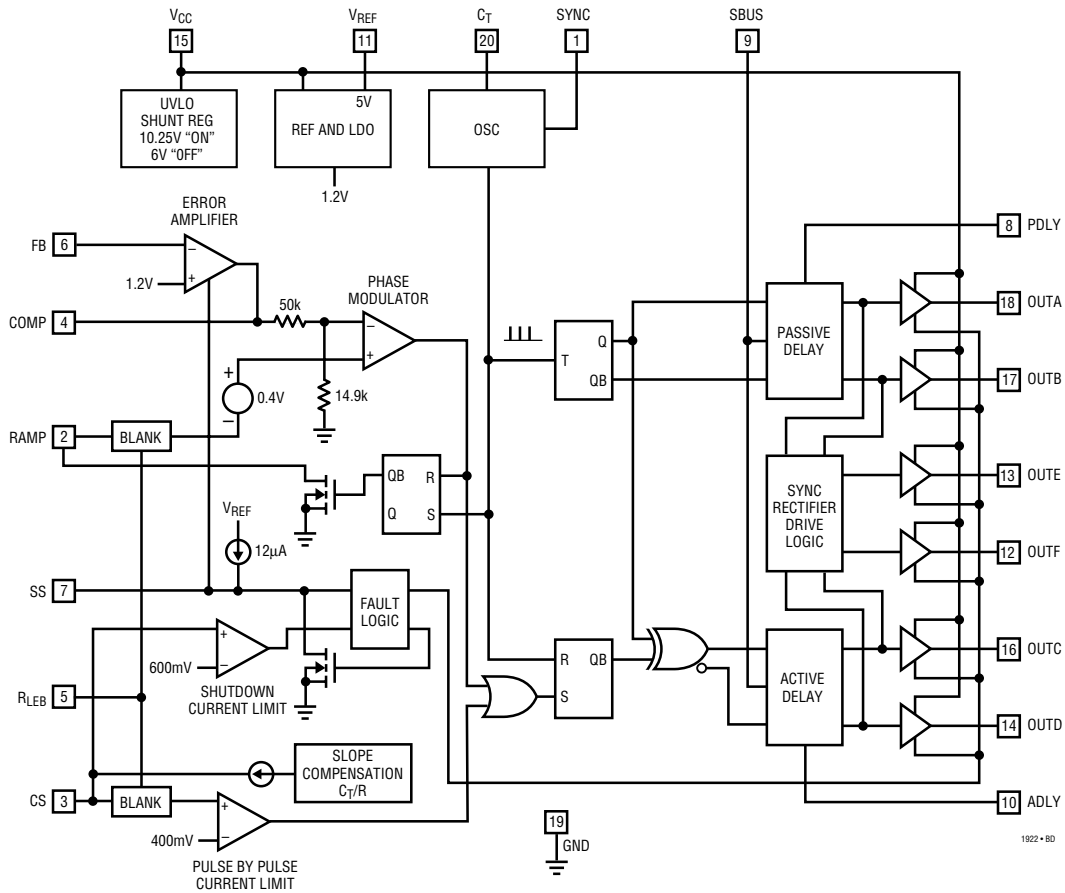 VCC
15
VREF
11
CT
20
SYNC
1
SBUS
9
UVLO
SHUNT REG
10.25V “ON”
6V “OFF”
5V
REF AND LDO
1.2V
OSC
ERROR
AMPLIFIER
FB 6
1.2V
COMP 4
50k
14.9k
PHASE
MODULATOR
0.4V
RAMP 2
BLANK
QB R
Q S
T
Q
QB
PASSIVE
DELAY
8 PDLY
18 OUTA
17 OUTB
SYNC
RECTIFIER
DRIVE
LOGIC
13 OUTE
12 OUTF
VREF
12µA
SS 7
FAULT
LOGIC
600mV
SHUTDOWN
CURRENT LIMIT
RLEB 5
R QB
S
ACTIVE
DELAY
16 OUTC
14 OUTD
SLOPE
COMPENSATION
CT/R
CS 3
BLANK
400mV
PULSE BY PULSE
CURRENT LIMIT
19
GND
10 ADLY
1922 • BD